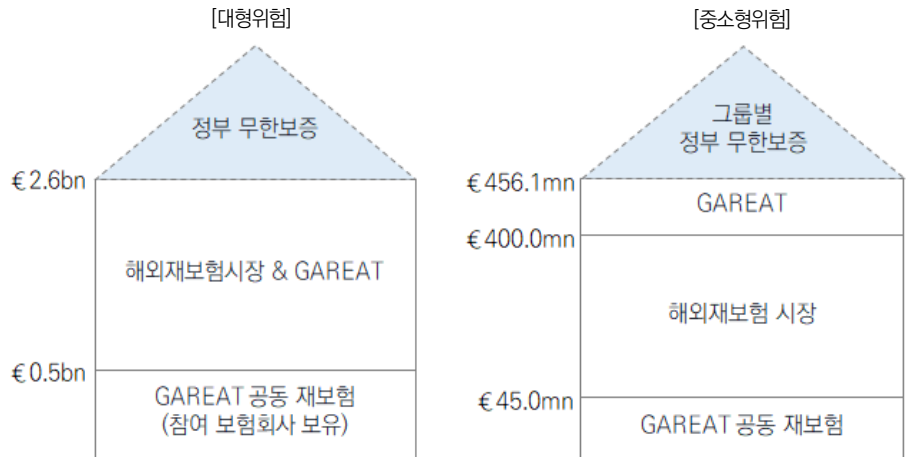 [대형위험]
정부 무한보증
€2.6bn
해외재보험시장 & GAREAT
€0.5bn
GAREAT 공동 재보험
(참여 보험회사 보유)
[중소형위험]
그룹별
정부 무한보증
€456.1mn
GAREAT
€400.0mn
해외재보험 시장
€45.0mn
GAREAT 공동 재보험